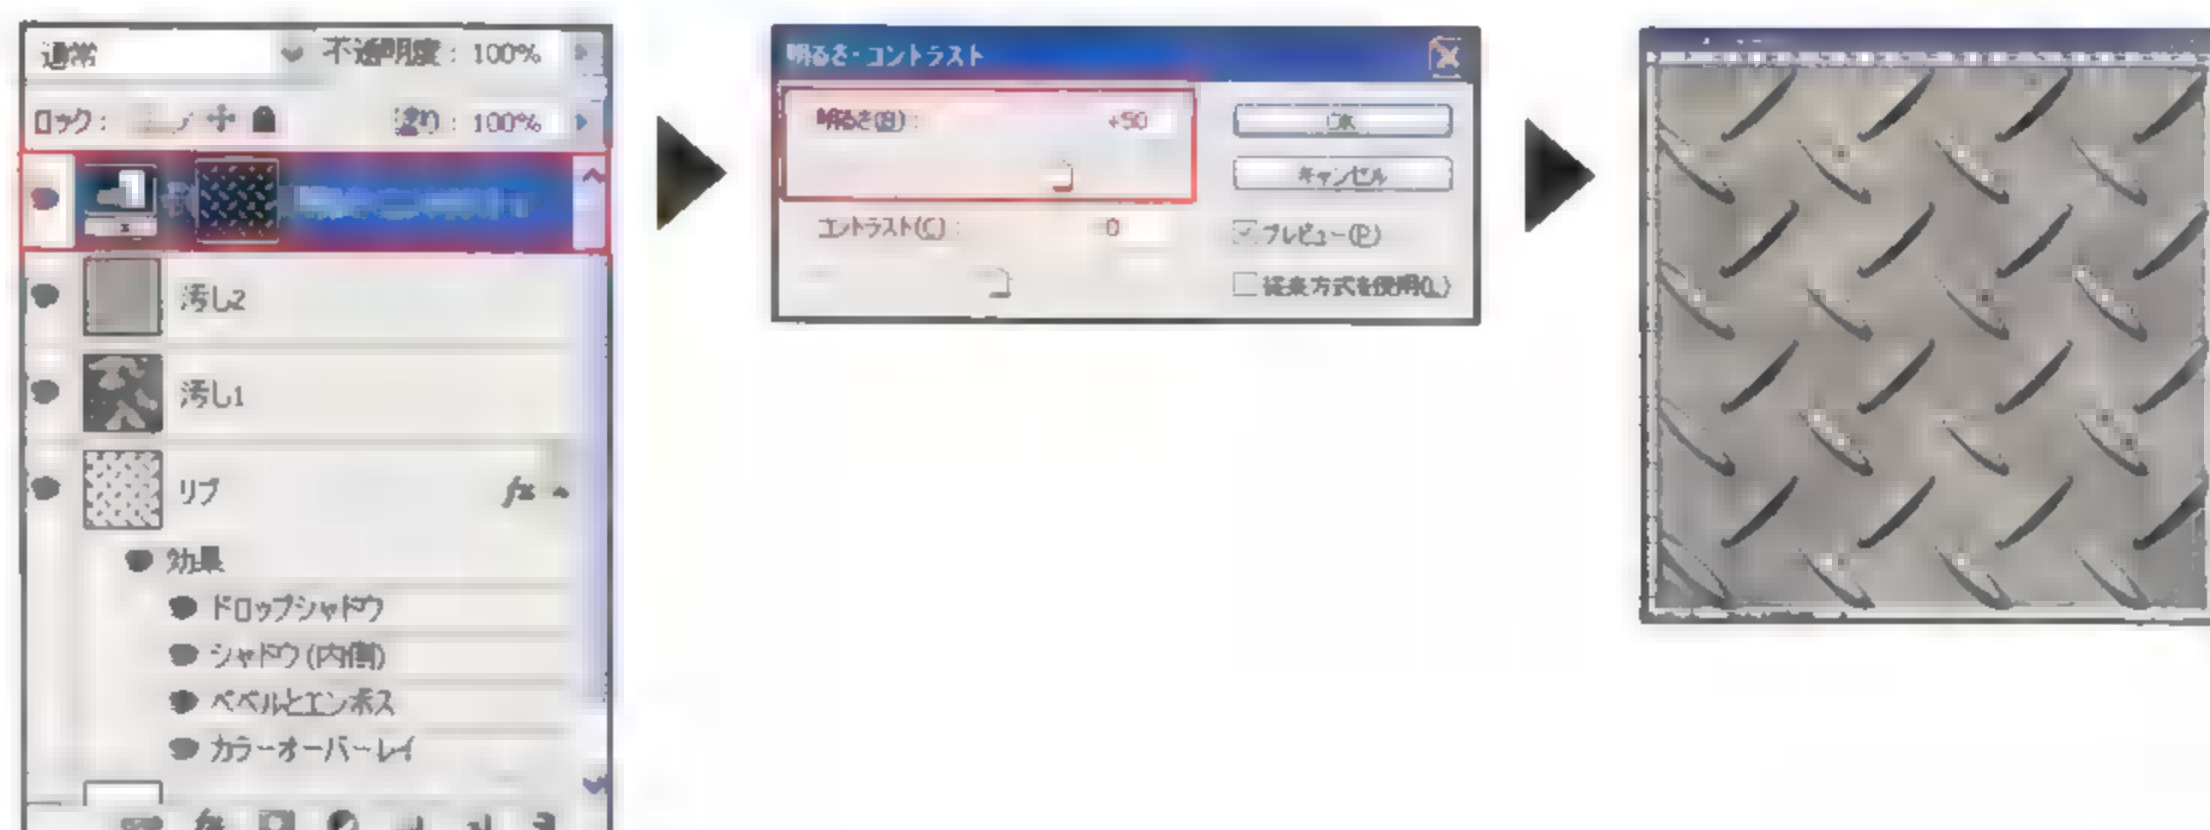 通常 不透明度: 100%
ロック: 塗り: 100%
汚し2
汚し1
リブ fx
効果
ドロップシャドウ
シャドウ(内側)
ベベルとエンボス
カラーオーバーレイ
fx
明るさ・コントラスト
明るさ(B): +50
コントラスト(C): 0
OK
キャンセル
プレビュー(P)
従来方式を使用(L)